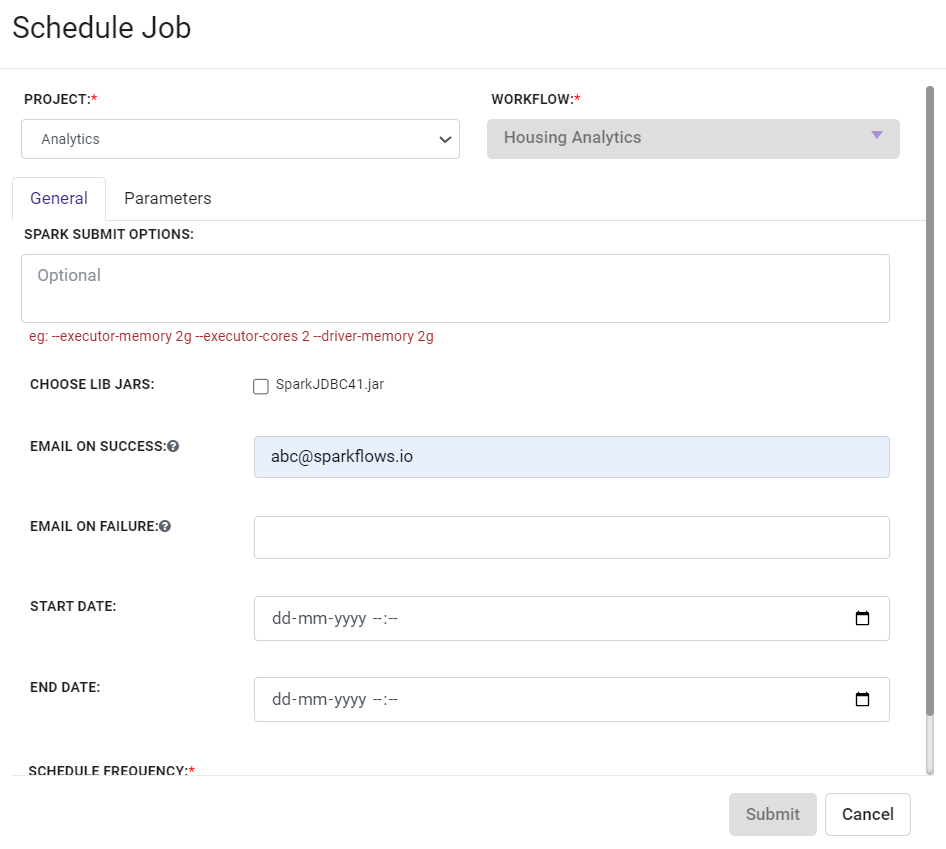 Schedule Job
PROJECT:* WORKFLOW:*
Analytics Housing Analytics
General Parameters
SPARK SUBMIT OPTIONS:
Optional
eg: --executor-memory 2g --executor-cores 2 --driver-memory 2g
CHOOSE LIB JARS: SparkJDBC41.jar
EMAIL ON SUCCESS:? abc@sparkflows.io
EMAIL ON FAILURE:?
START DATE: dd-mm-yyyy --:--
END DATE: dd-mm-yyyy --:--
SCHEDULE FREQUENCY:*
Submit Cancel